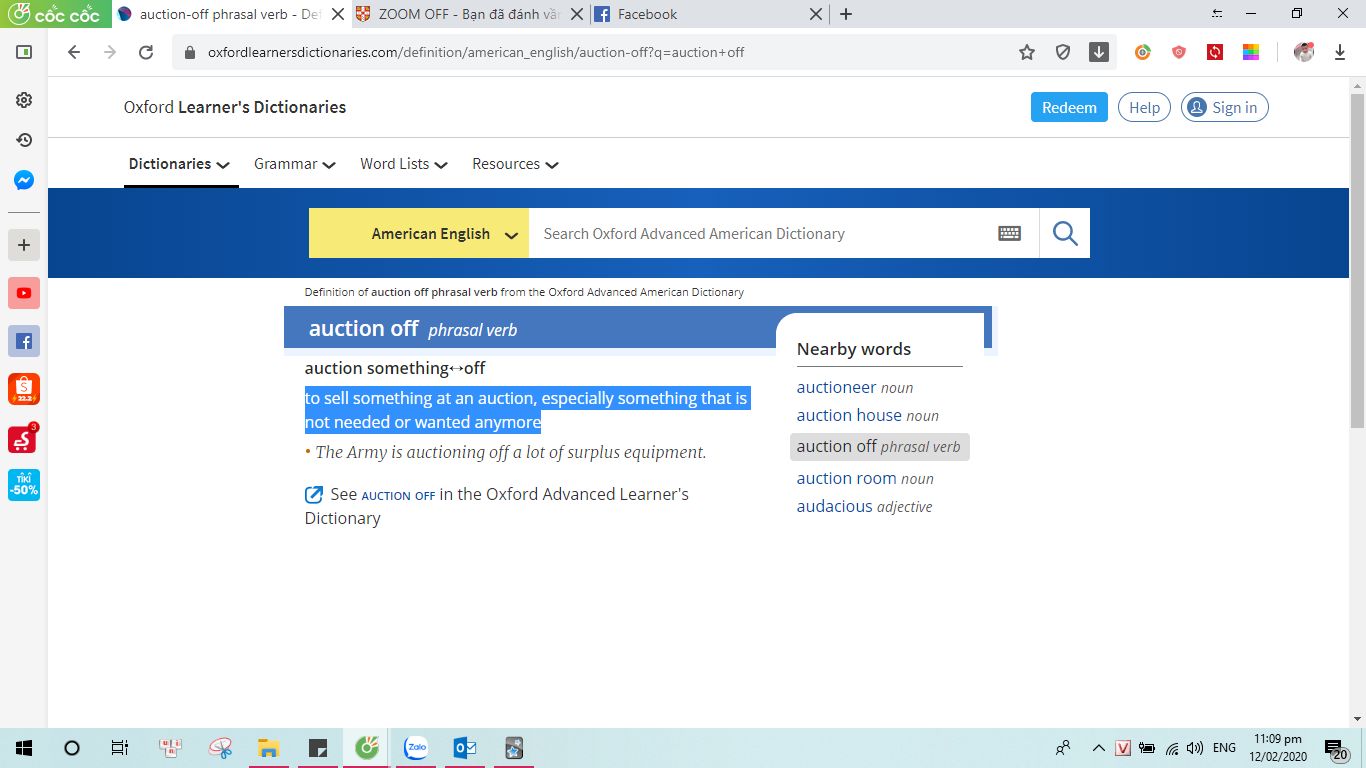 cốc cốc
auction-off phrasal verb - De
ZOOM OFF - Bạn đã đánh vầ
Facebook
oxfordlearnersdictionaries.com/definition/american_english/auction-off?q=auction+off
Oxford Learner's Dictionaries
Redeem
Help
Sign in
Dictionaries
Grammar
Word Lists
Resources
American English
Search Oxford Advanced American Dictionary
Definition of auction off phrasal verb from the Oxford Advanced American Dictionary
auction off phrasal verb
auction something↔off
to sell something at an auction, especially something that is
not needed or wanted anymore
• The Army is auctioning off a lot of surplus equipment.
See AUCTION OFF in the Oxford Advanced Learner's
Dictionary
Nearby words
auctioneer noun
auction house noun
auction off phrasal verb
auction room noun
audacious adjective
22.2
3
TIKI
-50%
Zalo
V
ENG
11:09 pm
12/02/2020
20